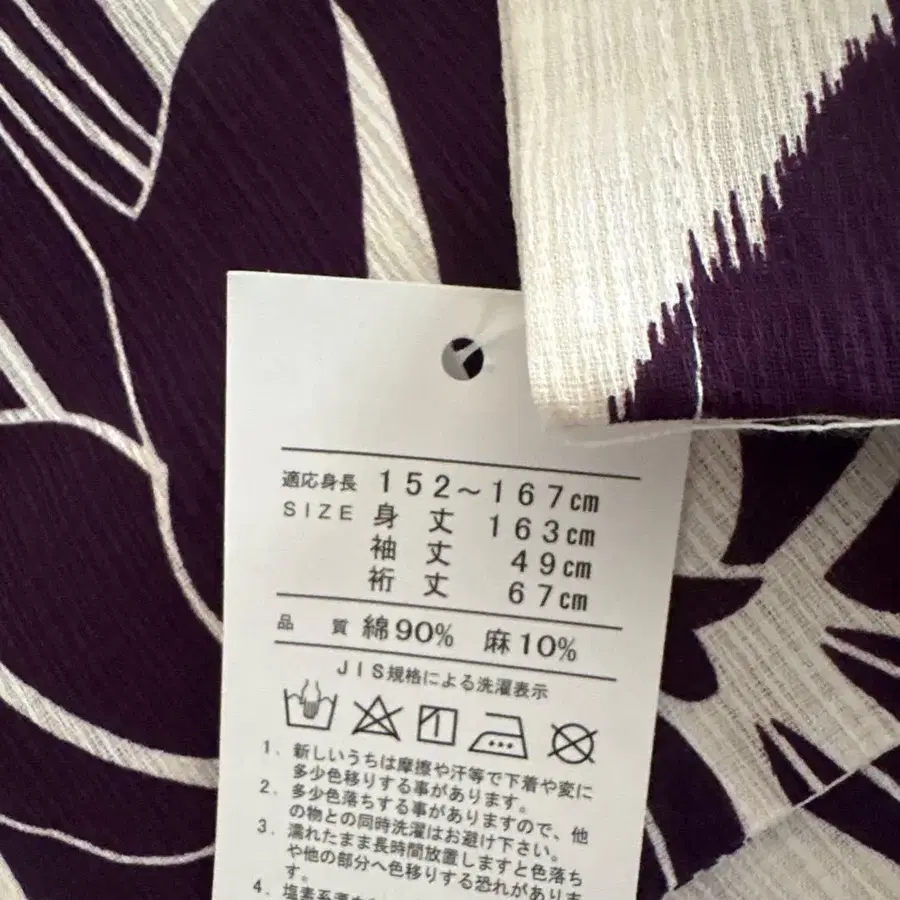 適応身長 152～167cm
SIZE 身丈 163cm
袖丈 49cm
裄丈 67cm
品質 綿90% 麻10%
JIS規格による洗濯表示
1. 新しいうちは摩擦や汗等で下着や変に
多少色移りする事があります。
2. 多少色落ちする事がありますので、他
の物との同時洗濯はお避け下さい。
3. 濡れたまま長時間放置しますと色落ち
や他の部分へ色移りする恐れがありま
す。
4. 塩素系